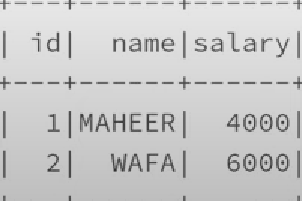 +---+------+------+
| id|  name|salary|
+---+------+------+
|  1|MAHEER|  4000|
|  2|  WAFA|  6000|
+---+------+------+